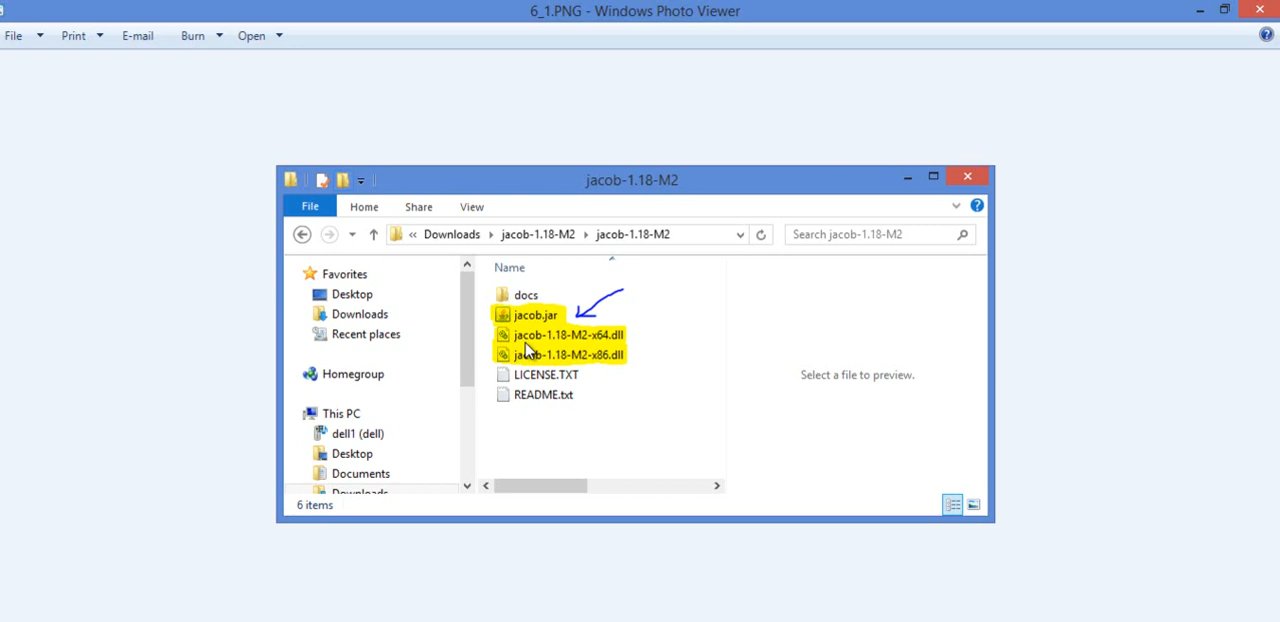 6_1.PNG - Windows Photo Viewer
File Print E-mail Burn Open
jacob-1.18-M2
File Home Share View
« Downloads jacob-1.18-M2 jacob-1.18-M2 Search jacob-1.18-M2
Name
Favorites
Desktop
Downloads
Recent places
Homegroup
This PC
dell1 (dell)
Desktop
Documents
Downloads
docs
jacob.jar
jacob-1.18-M2-x64.dll
jacob-1.18-M2-x86.dll
LICENSE.TXT
README.txt
Select a file to preview.
6 items